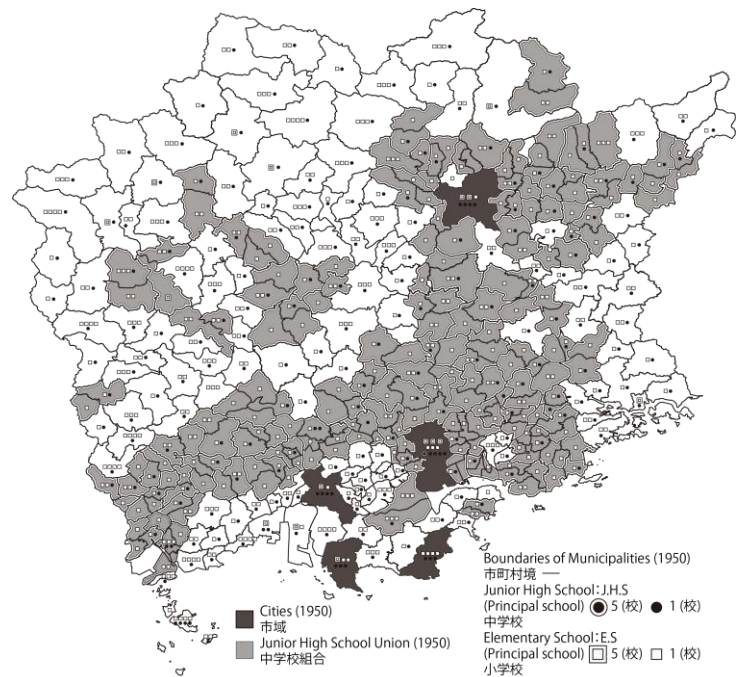 Cities (1950)
市域
Junior High School Union (1950)
中学校組合
Boundaries of Municipalities (1950)
市町村境 —
Junior High School:J.H.S
(Principal school) 5 (校) ● 1 (校)
中学校
Elementary School:E.S
(Principal school) 5 (校) □ 1 (校)
小学校